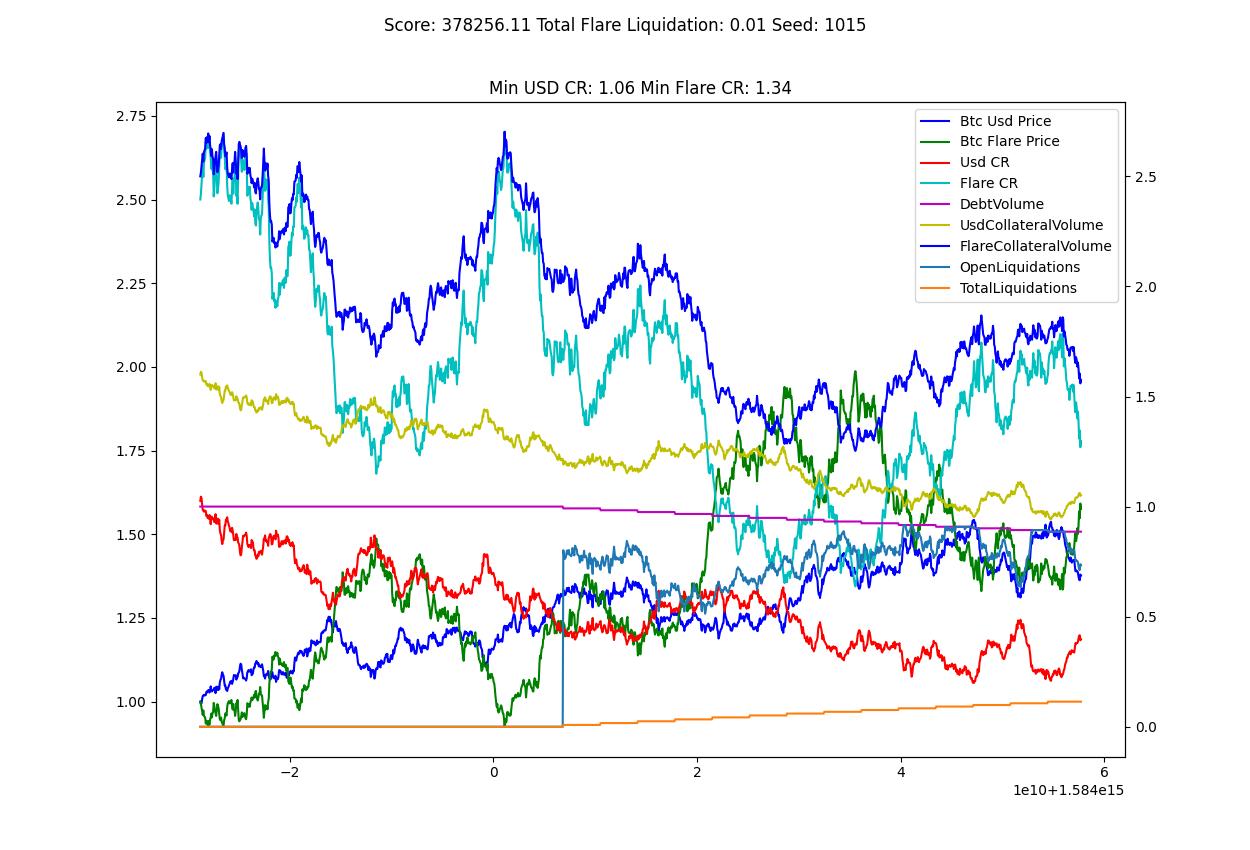 Score: 378256.11 Total Flare Liquidation: 0.01 Seed: 1015
Min USD CR: 1.06 Min Flare CR: 1.34
2.75
2.50
2.25
2.00
1.75
1.50
1.25
1.00
Btc Usd Price
Btc Flare Price
Usd CR
Flare CR
DebtVolume
UsdCollateralVolume
FlareCollateralVolume
OpenLiquidations
TotalLiquidations
2.5
2.0
1.5
1.0
0.5
0.0
−2
0
2
4
6
1e10+1.584e15